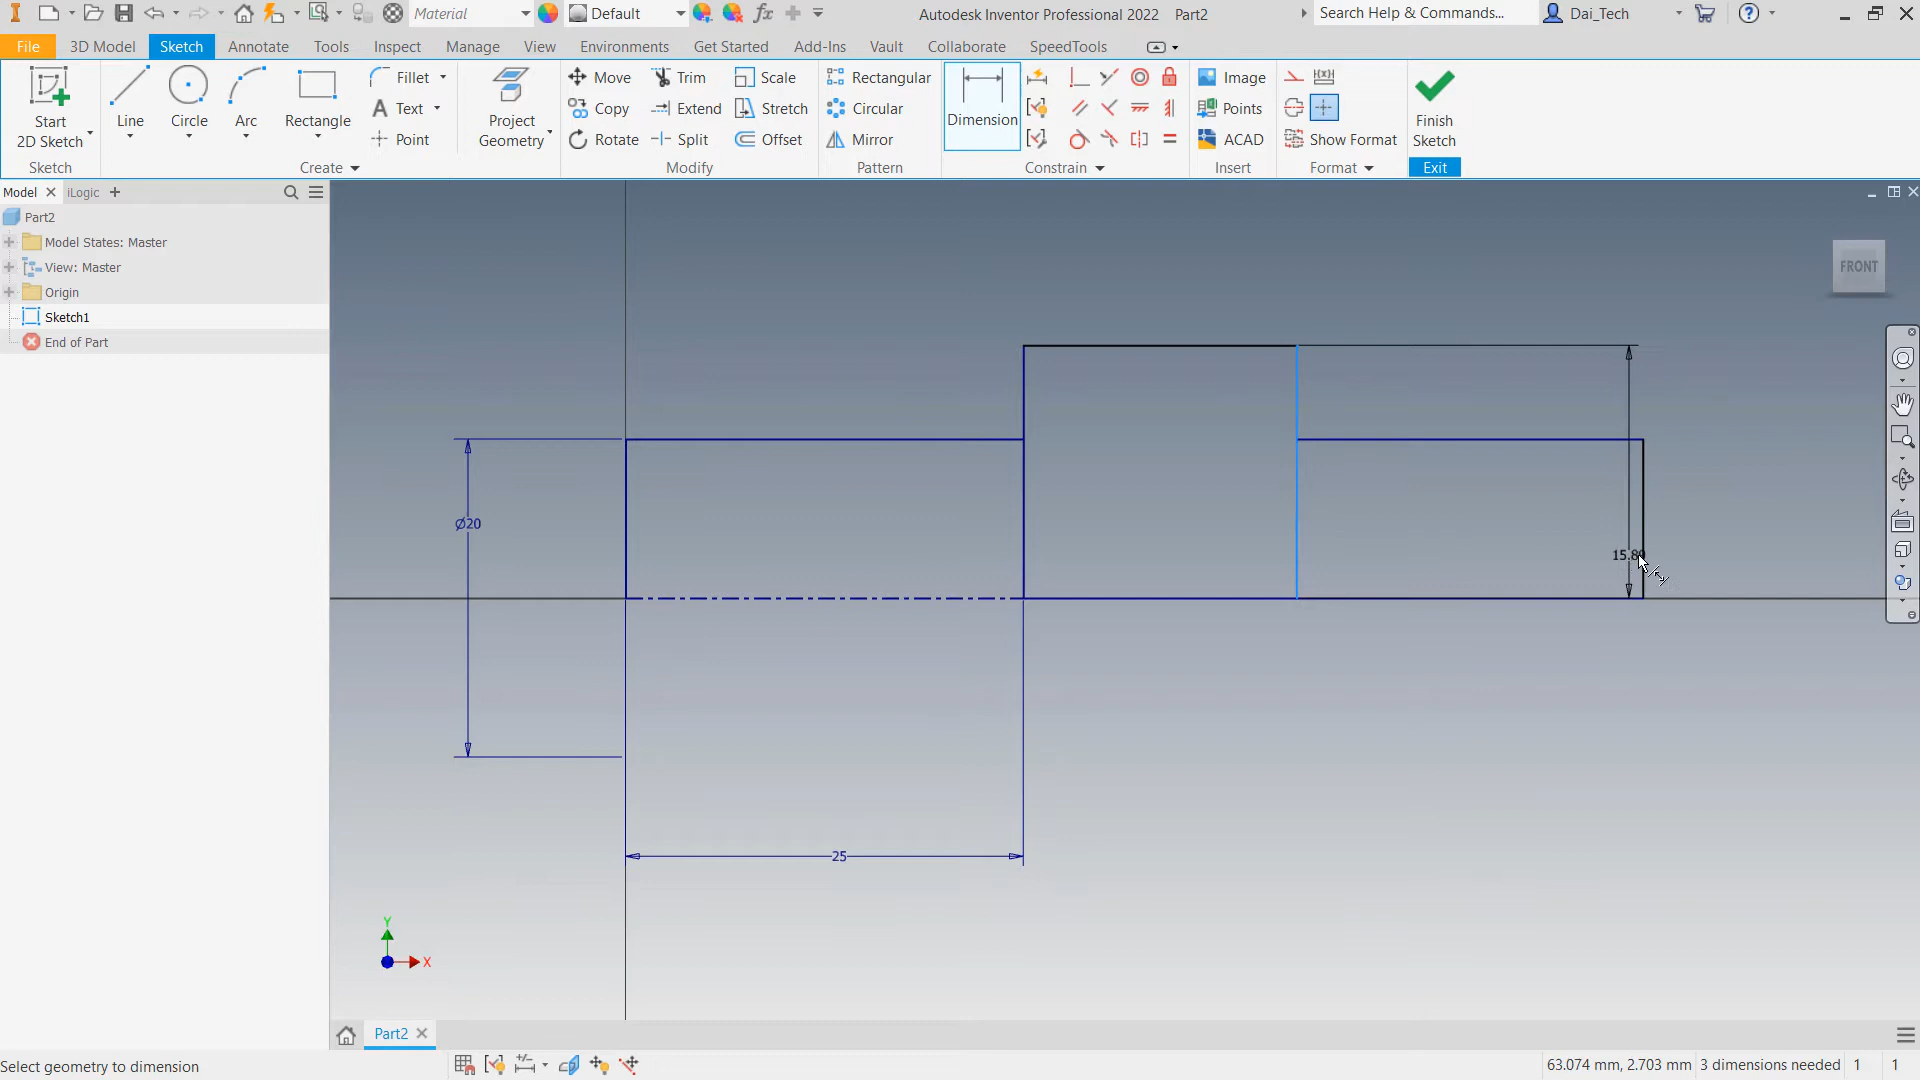 Material
Default
Autodesk Inventor Professional 2022 Part2
Search Help & Commands...
Dai_Tech
File
3D Model
Sketch
Annotate
Tools
Inspect
Manage
View
Environments
Get Started
Add-Ins
Vault
Collaborate
SpeedTools
Start
2D Sketch
Line
Circle
Arc
Rectangle
Fillet
Text
Point
Project
Geometry
Move
Copy
Rotate
Trim
Extend
Split
Scale
Stretch
Offset
Rectangular
Circular
Mirror
Dimension
Image
Points
ACAD
Show Format
Finish
Sketch
Sketch
Create
Modify
Pattern
Constrain
Insert
Format
Exit
Model
iLogic
Part2
Model States: Master
View: Master
Origin
Sketch1
End of Part
FRONT
Ø20
25
Y
X
Part2
Select geometry to dimension
63.074 mm, 2.703 mm
3 dimensions needed
1
1